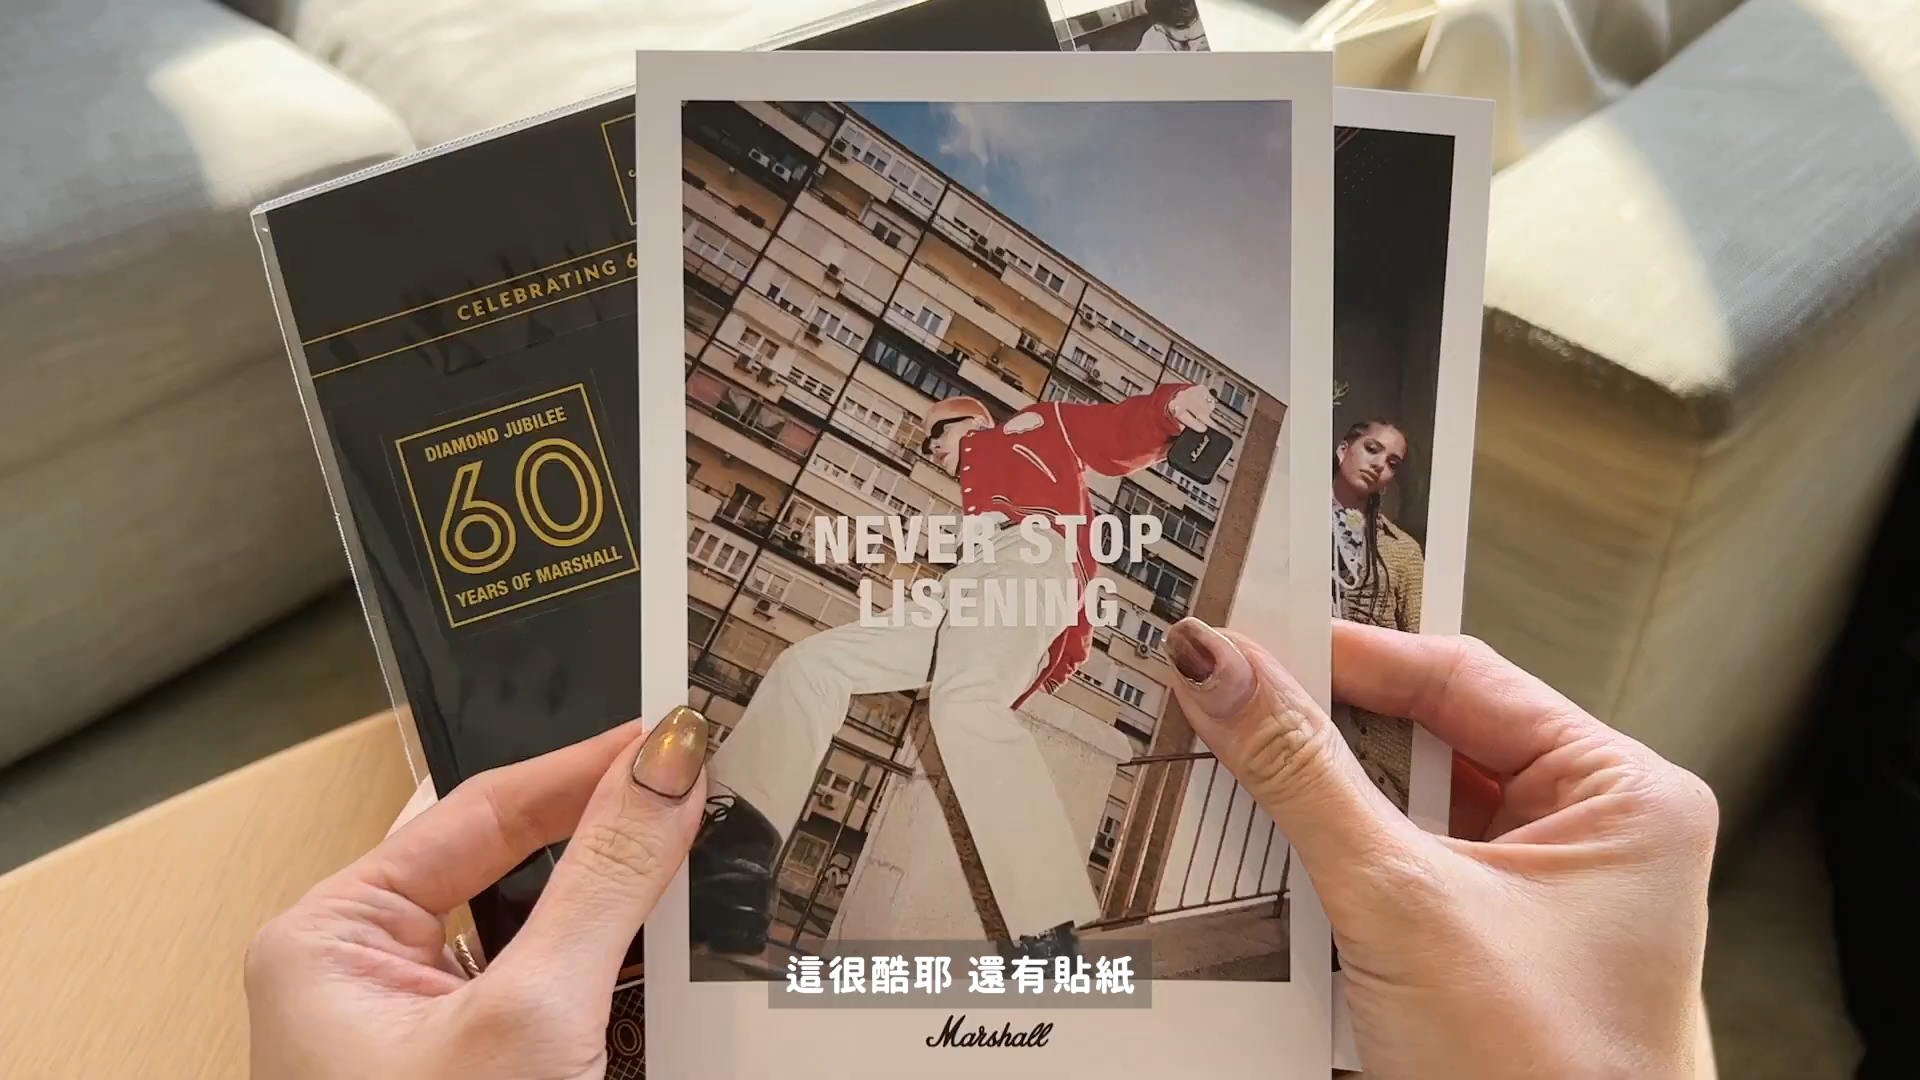 CELEBRATING 6
DIAMOND JUBILEE
60
YEARS OF MARSHALL
Marshall
NEVER STOP
LISENING
這很酷耶 還有貼紙
Marshall